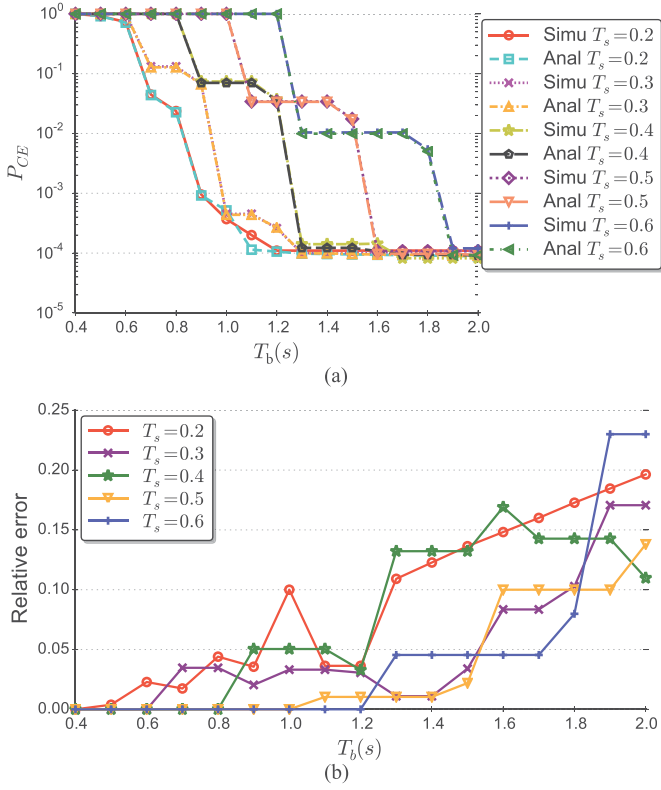 10^0
10^-1
10^-2
10^-3
10^-4
10^-5
P_CE
0.4 0.6 0.8 1.0 1.2 1.4 1.6 1.8 2.0
T_b(s)
Simu T_s=0.2
Anal T_s=0.2
Simu T_s=0.3
Anal T_s=0.3
Simu T_s=0.4
Anal T_s=0.4
Simu T_s=0.5
Anal T_s=0.5
Simu T_s=0.6
Anal T_s=0.6
(a)
0.25
0.20
0.15
0.10
0.05
0.00
Relative error
T_s=0.2
T_s=0.3
T_s=0.4
T_s=0.5
T_s=0.6
0.4 0.6 0.8 1.0 1.2 1.4 1.6 1.8 2.0
T_b(s)
(b)